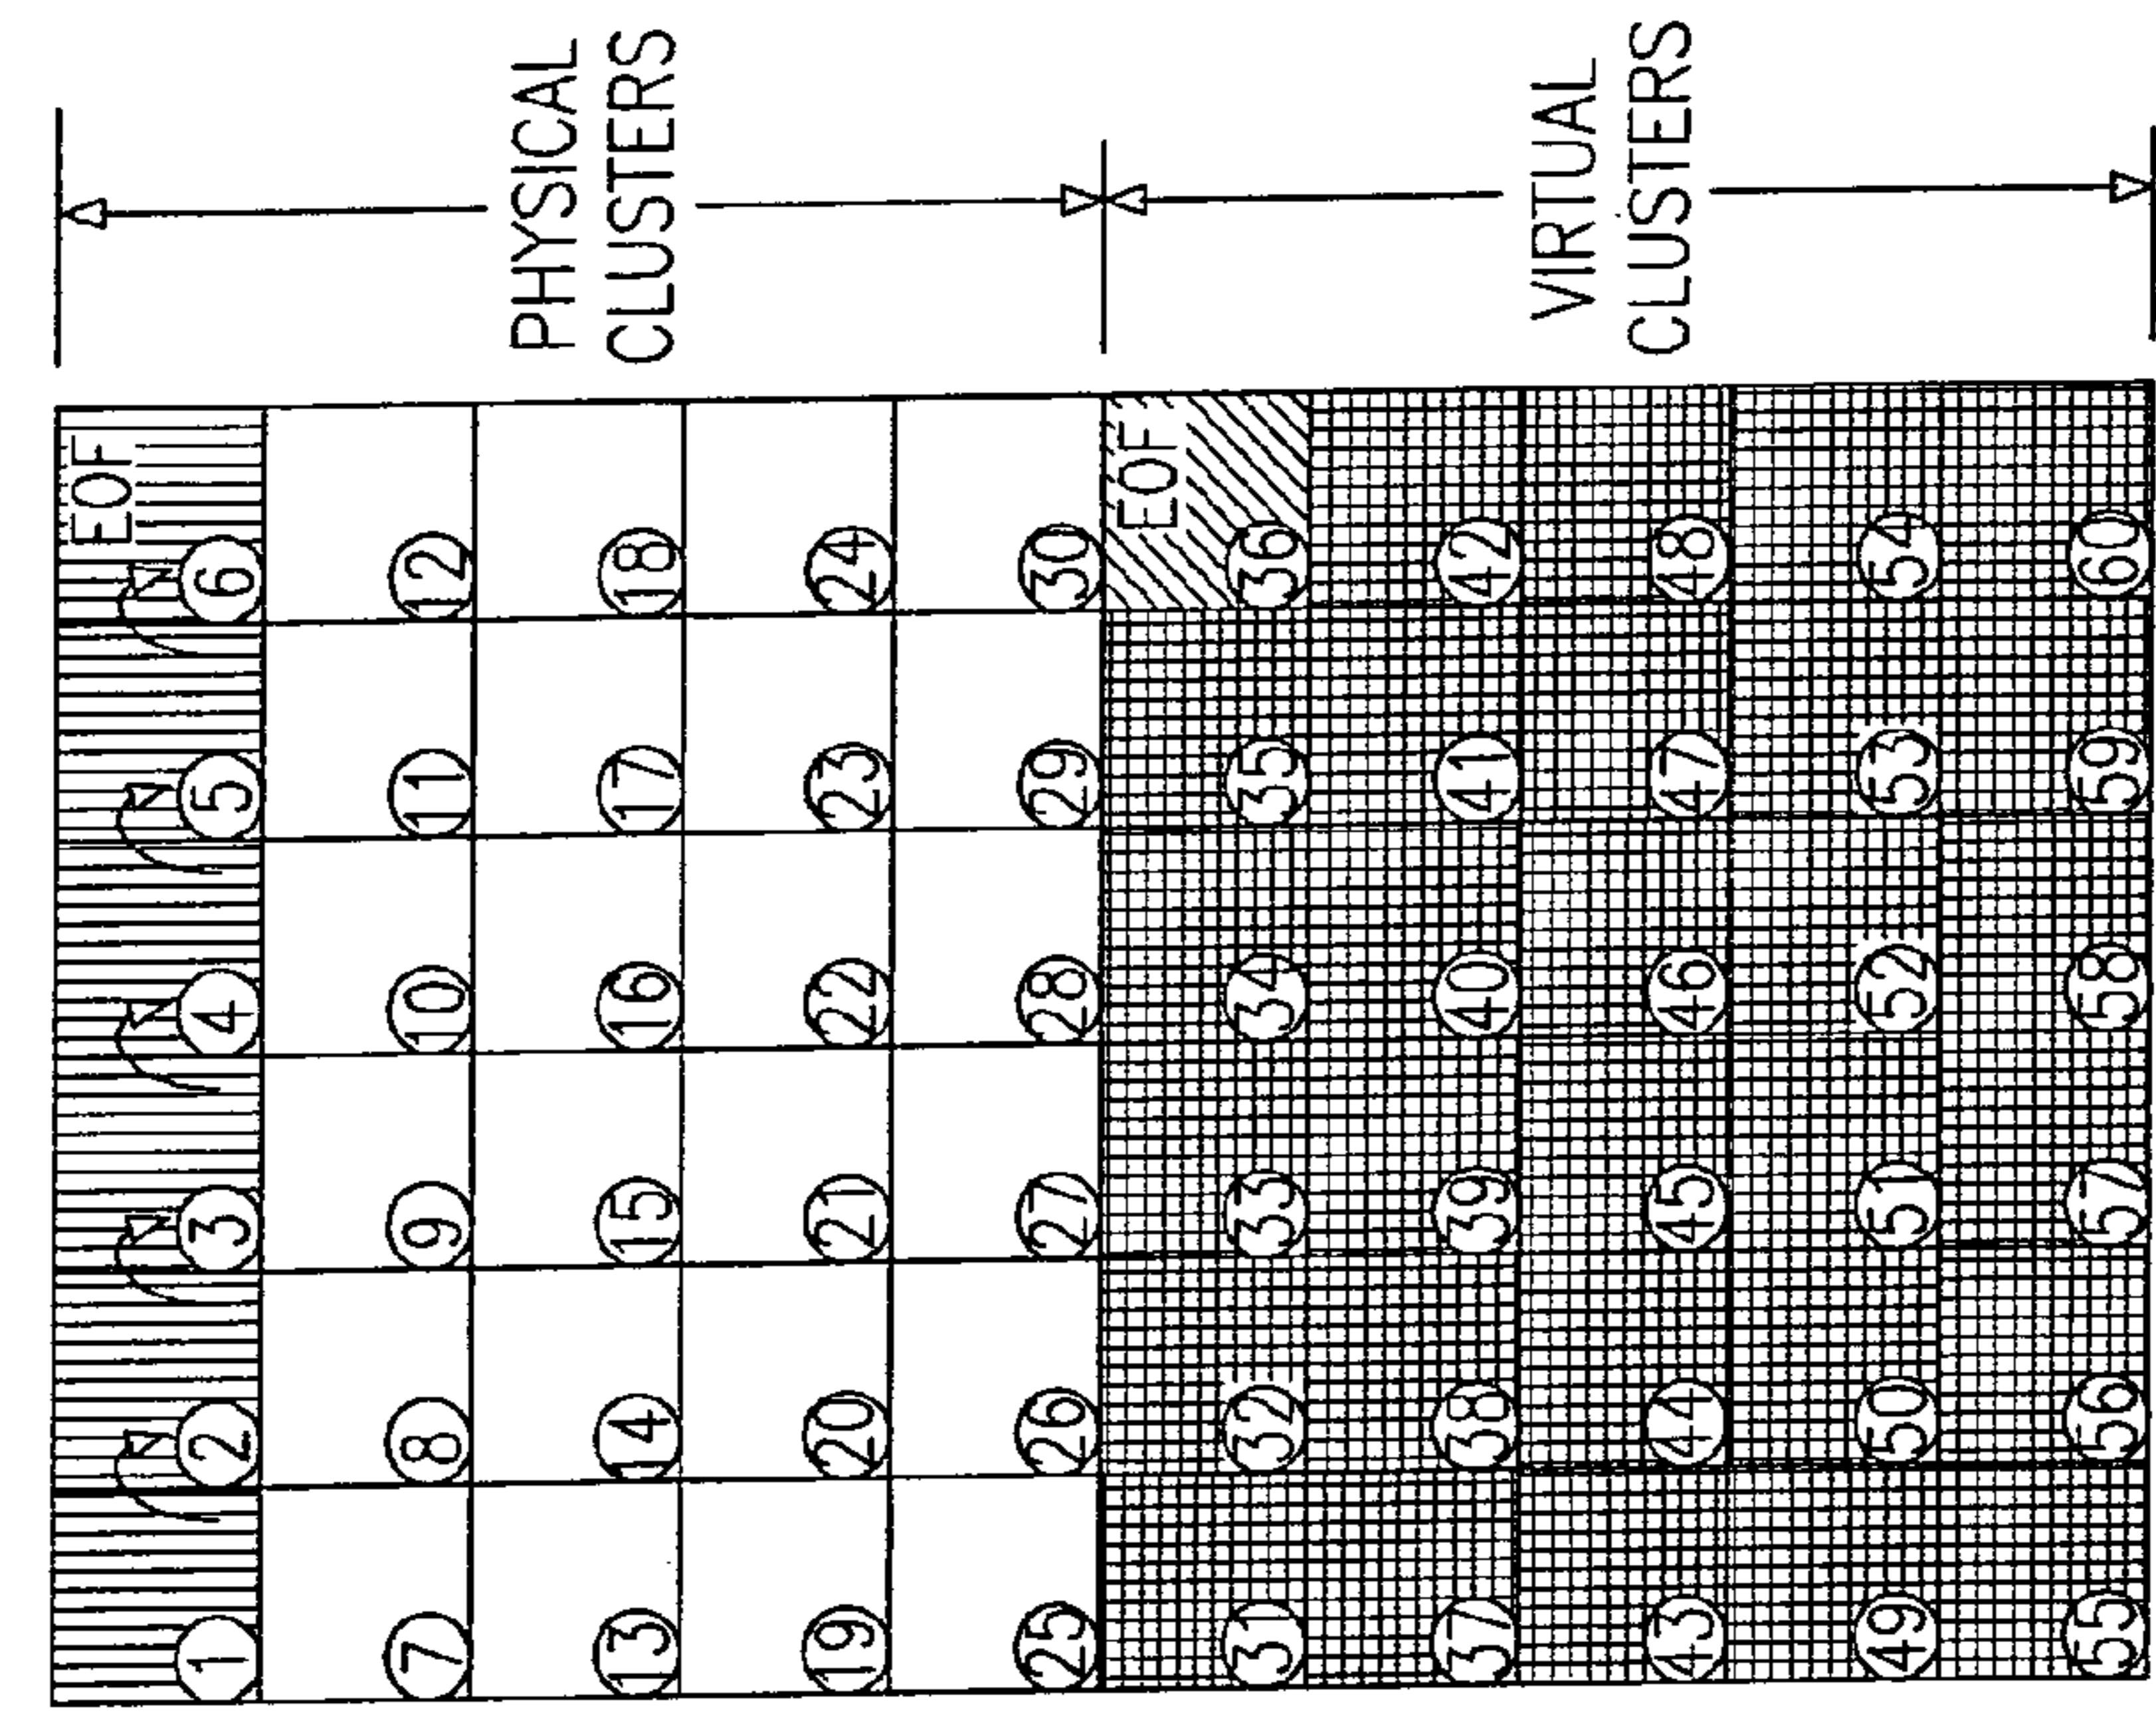 EOF
1 2 3 4 5 6
7 8 9 10 11 12
13 14 15 16 17 18
19 20 21 22 23 24
25 26 27 28 29 30
PHYSICAL
CLUSTERS
EOF
31 32 33 34 35 36
37 38 39 40 41 42
43 44 45 46 47 48
49 50 51 52 53 54
55 56 57 58 59 60
VIRTUAL
CLUSTERS